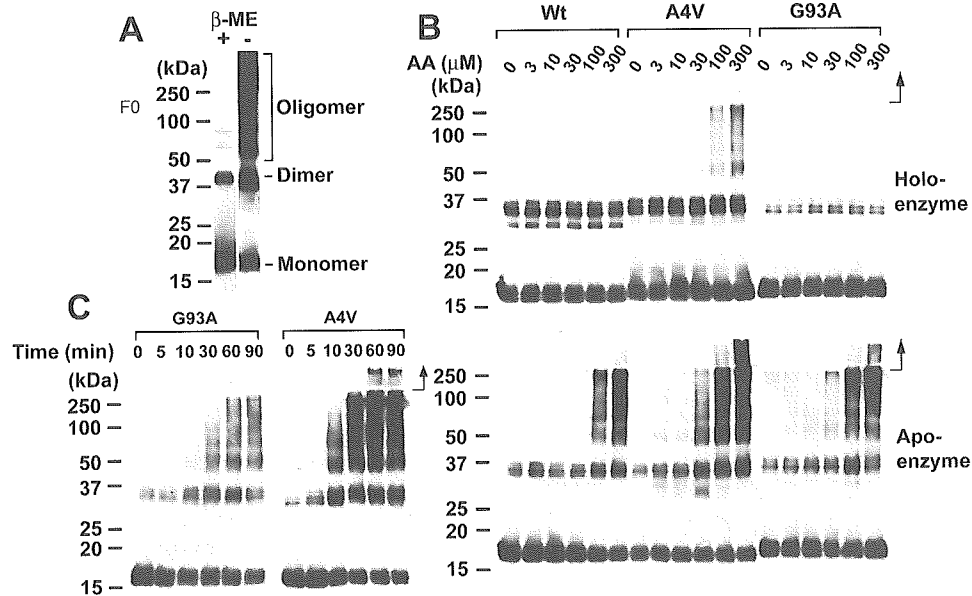 A
β-ME
+ -
(kDa)
F0
250
100
50
37
25
20
15
Oligomer
Dimer
Monomer
B
Wt A4V G93A
AA (μM) 0 3 10 30 100 300 0 3 10 30 100 300 0 3 10 30 100 300
(kDa)
250
100
50
37
25
20
15
Holo-
enzyme
250
100
50
37
25
20
15
Apo-
enzyme
C
G93A A4V
Time (min) 0 5 10 30 60 90 0 5 10 30 60 90
(kDa)
250
100
50
37
25
20
15